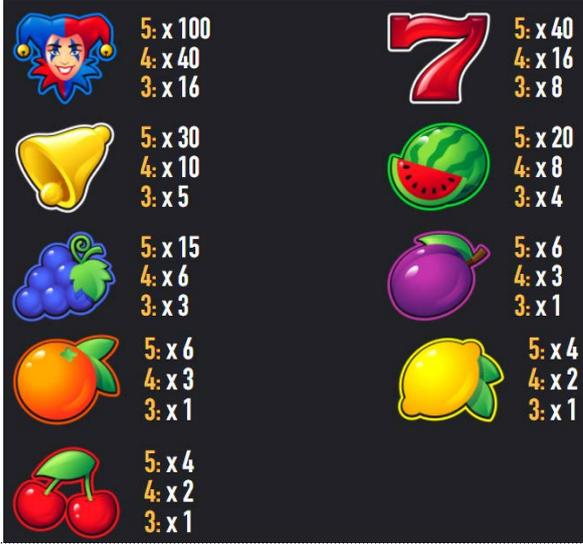 5: x 100
4: x 40
3: x 16
5: x 40
4: x 16
3: x 8
5: x 30
4: x 10
3: x 5
5: x 20
4: x 8
3: x 4
5: x 15
4: x 6
3: x 3
5: x 6
4: x 3
3: x 1
5: x 6
4: x 3
3: x 1
5: x 4
4: x 2
3: x 1
5: x 4
4: x 2
3: x 1